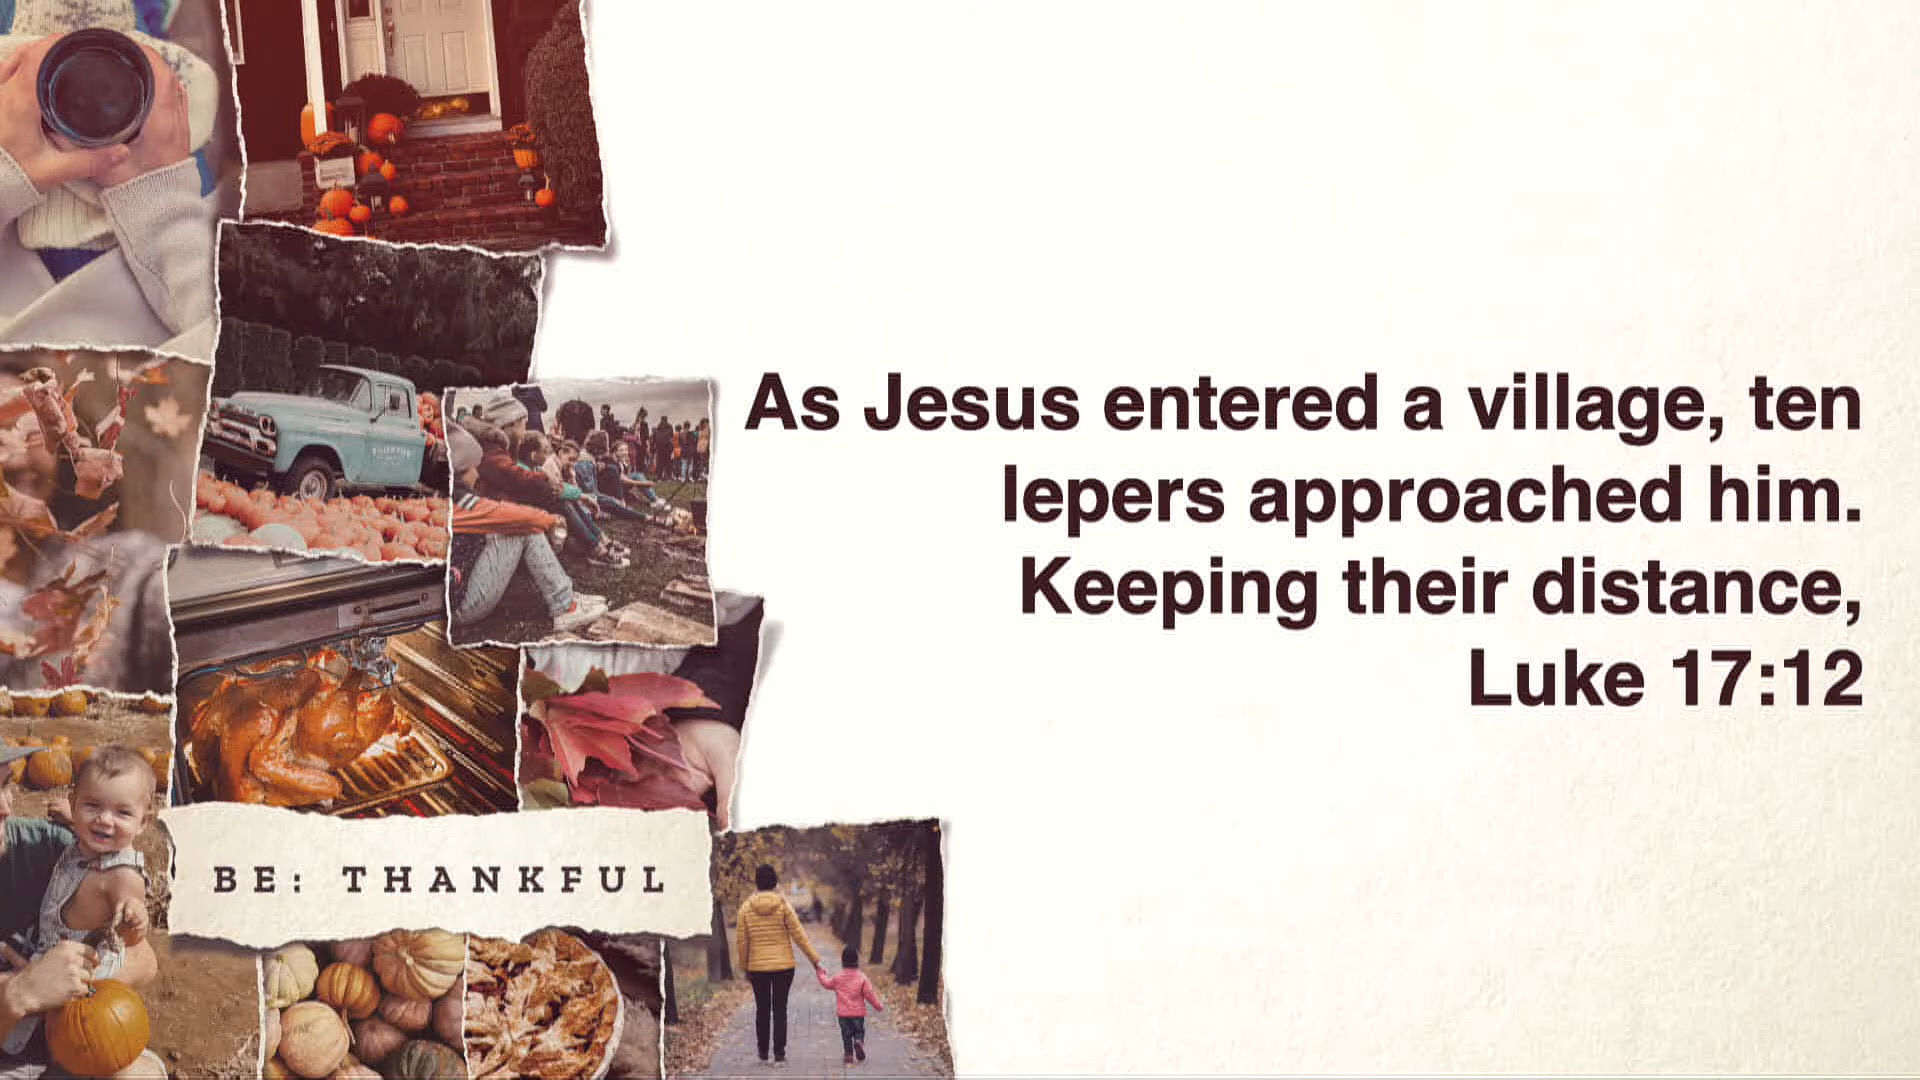 As Jesus entered a village, ten
lepers approached him.
Keeping their distance,
Luke 17:12
BE: THANKFUL